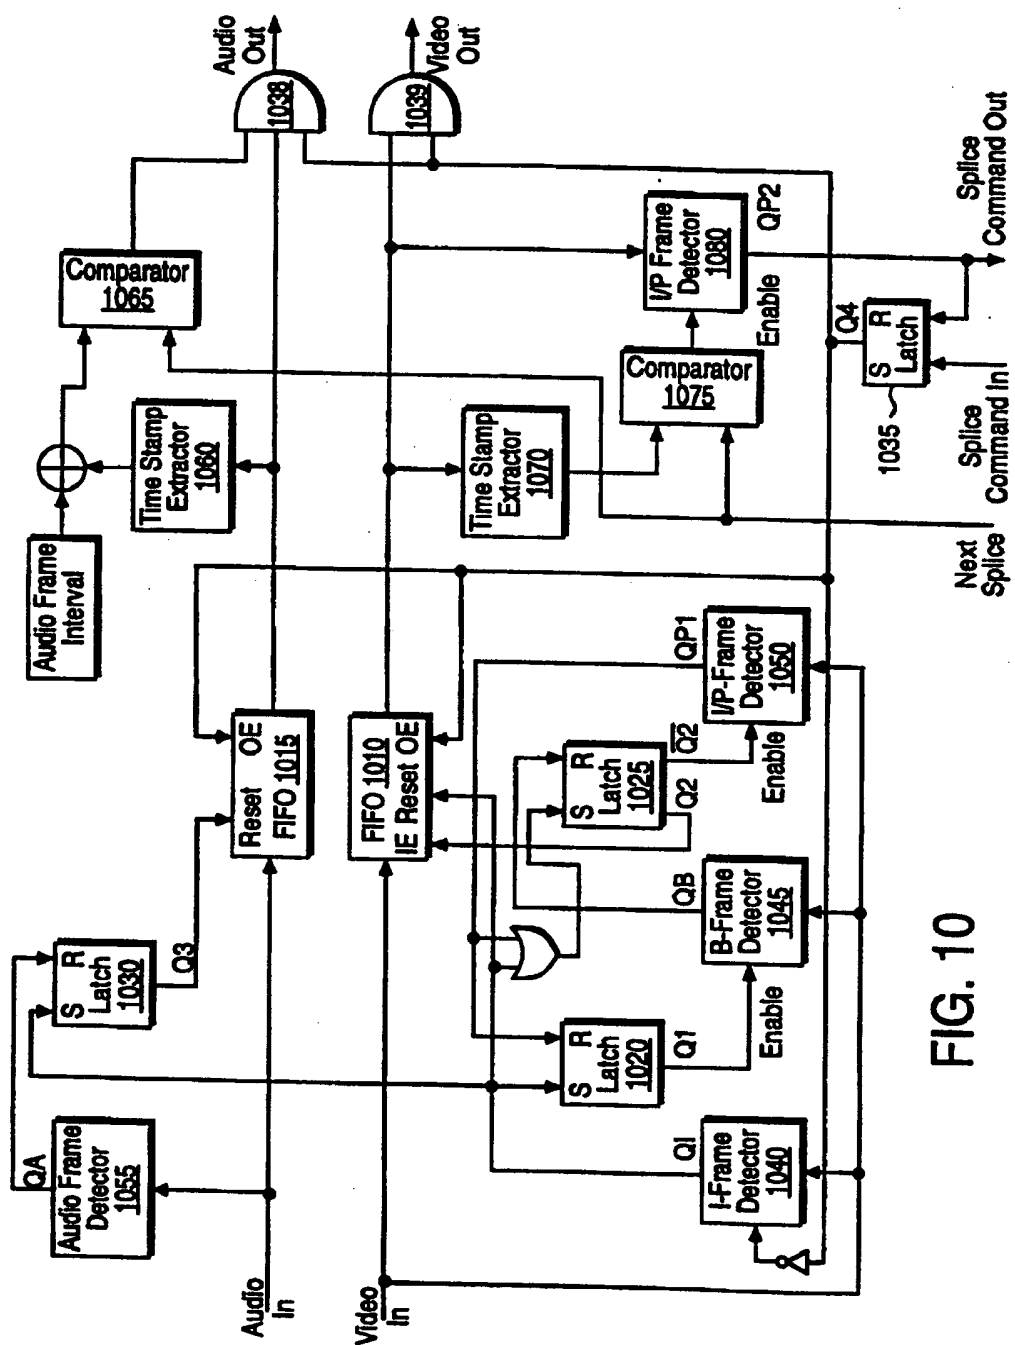 Audio
In
Video
In
Audio Frame
Detector
1055
QA
S R
Latch
1030
Q3
Reset OE
FIFO 1015
FIFO 1010
IE Reset OE
Audio Frame
Interval
Time Stamp
Extractor
1060
Comparator
1065
1038
Audio
Out
1039
Video
Out
Time Stamp
Extractor
1070
Comparator
1075
Enable
I/P Frame
Detector
1080
QP2
I-Frame
Detector
1040
QI
S R
Latch
1020
Q1
Enable
B-Frame
Detector
1045
QB
S R
Latch
1025
Q2
Q̅2̅
Enable
I/P-Frame
Detector
1050
QP1
Next
Splice
Splice
Command In
1035
S R
Latch
Q4
Splice
Command Out
FIG. 10